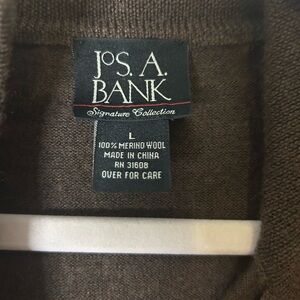 JoS. A.
BANK
Signature Collection
L
100% MERINO WOOL
MADE IN CHINA
RN 31608
OVER FOR CARE